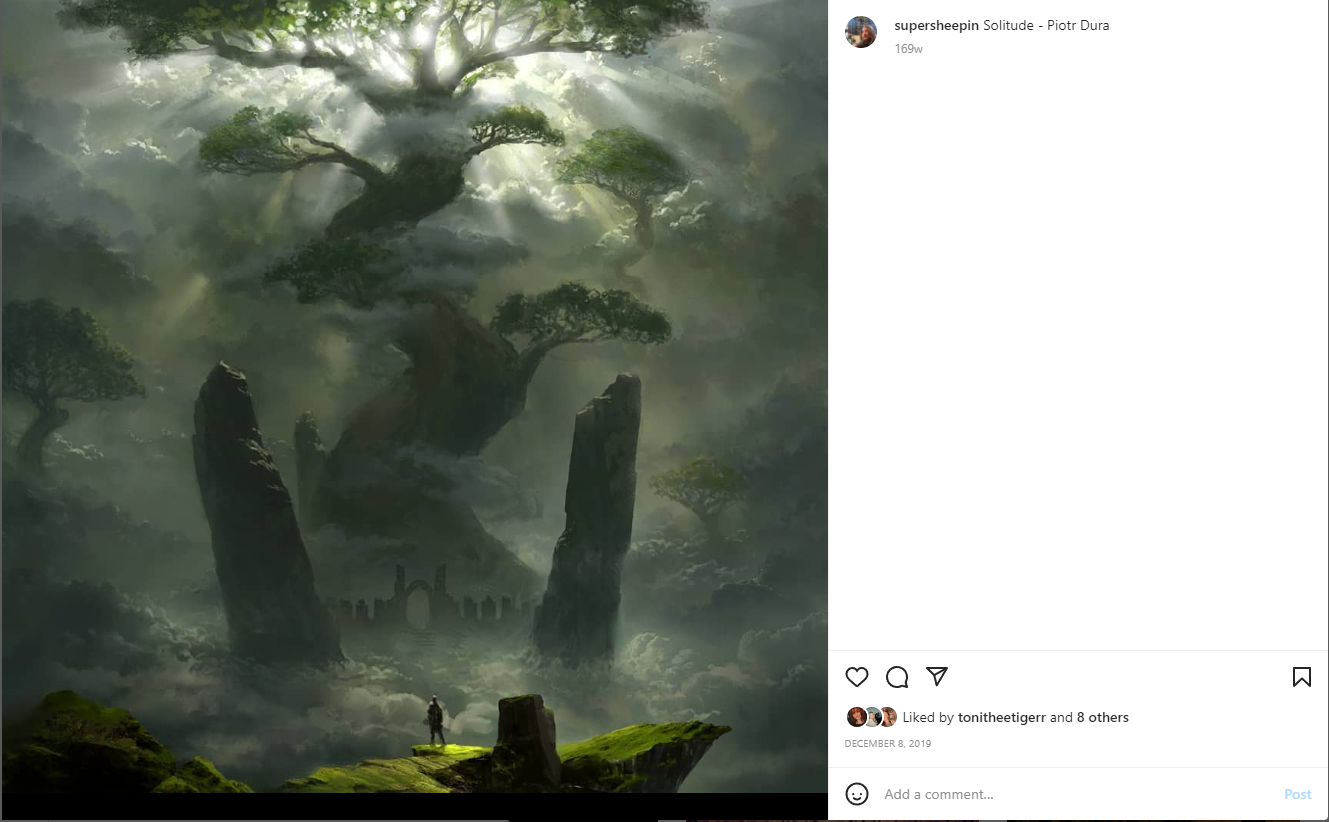 supersheepin Solitude - Piotr Dura
169w
Liked by tonitheetigerr and 8 others
DECEMBER 8, 2019
Add a comment...
Post